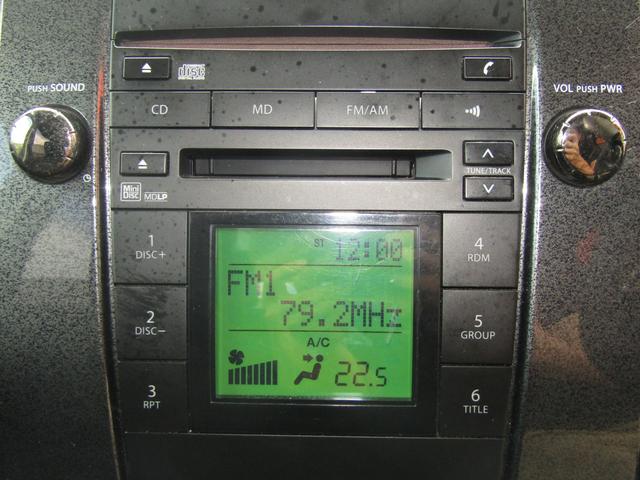 disc
PUSH SOUND
VOL PUSH PWR
CD MD FM/AM
TUNE/TRACK
Mini Disc MDLP
1 DISC+
ST 12:00
4 RDM
FM1
79.2MHz
2 DISC−
5 GROUP
A/C
22.5
3 RPT
6 TITLE